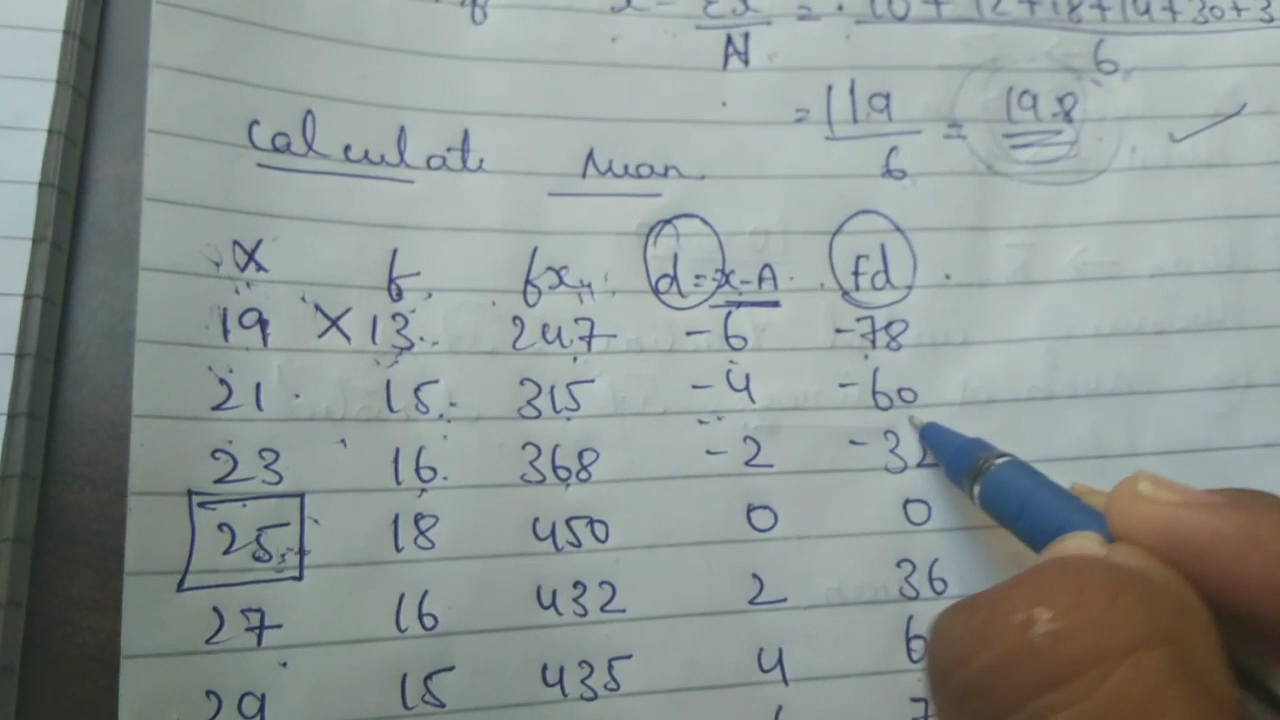 = 10+12+18+14+30+3
N 6
= 119/6 = 19.8 ✓
Calculate Mean
x f fx d=x-A fd
19 × 13 247 -6 -78
21 15 315 -4 -60
23 16 368 -2 -32
25 18 450 0 0
27 16 432 2 36
29 15 435 4 6